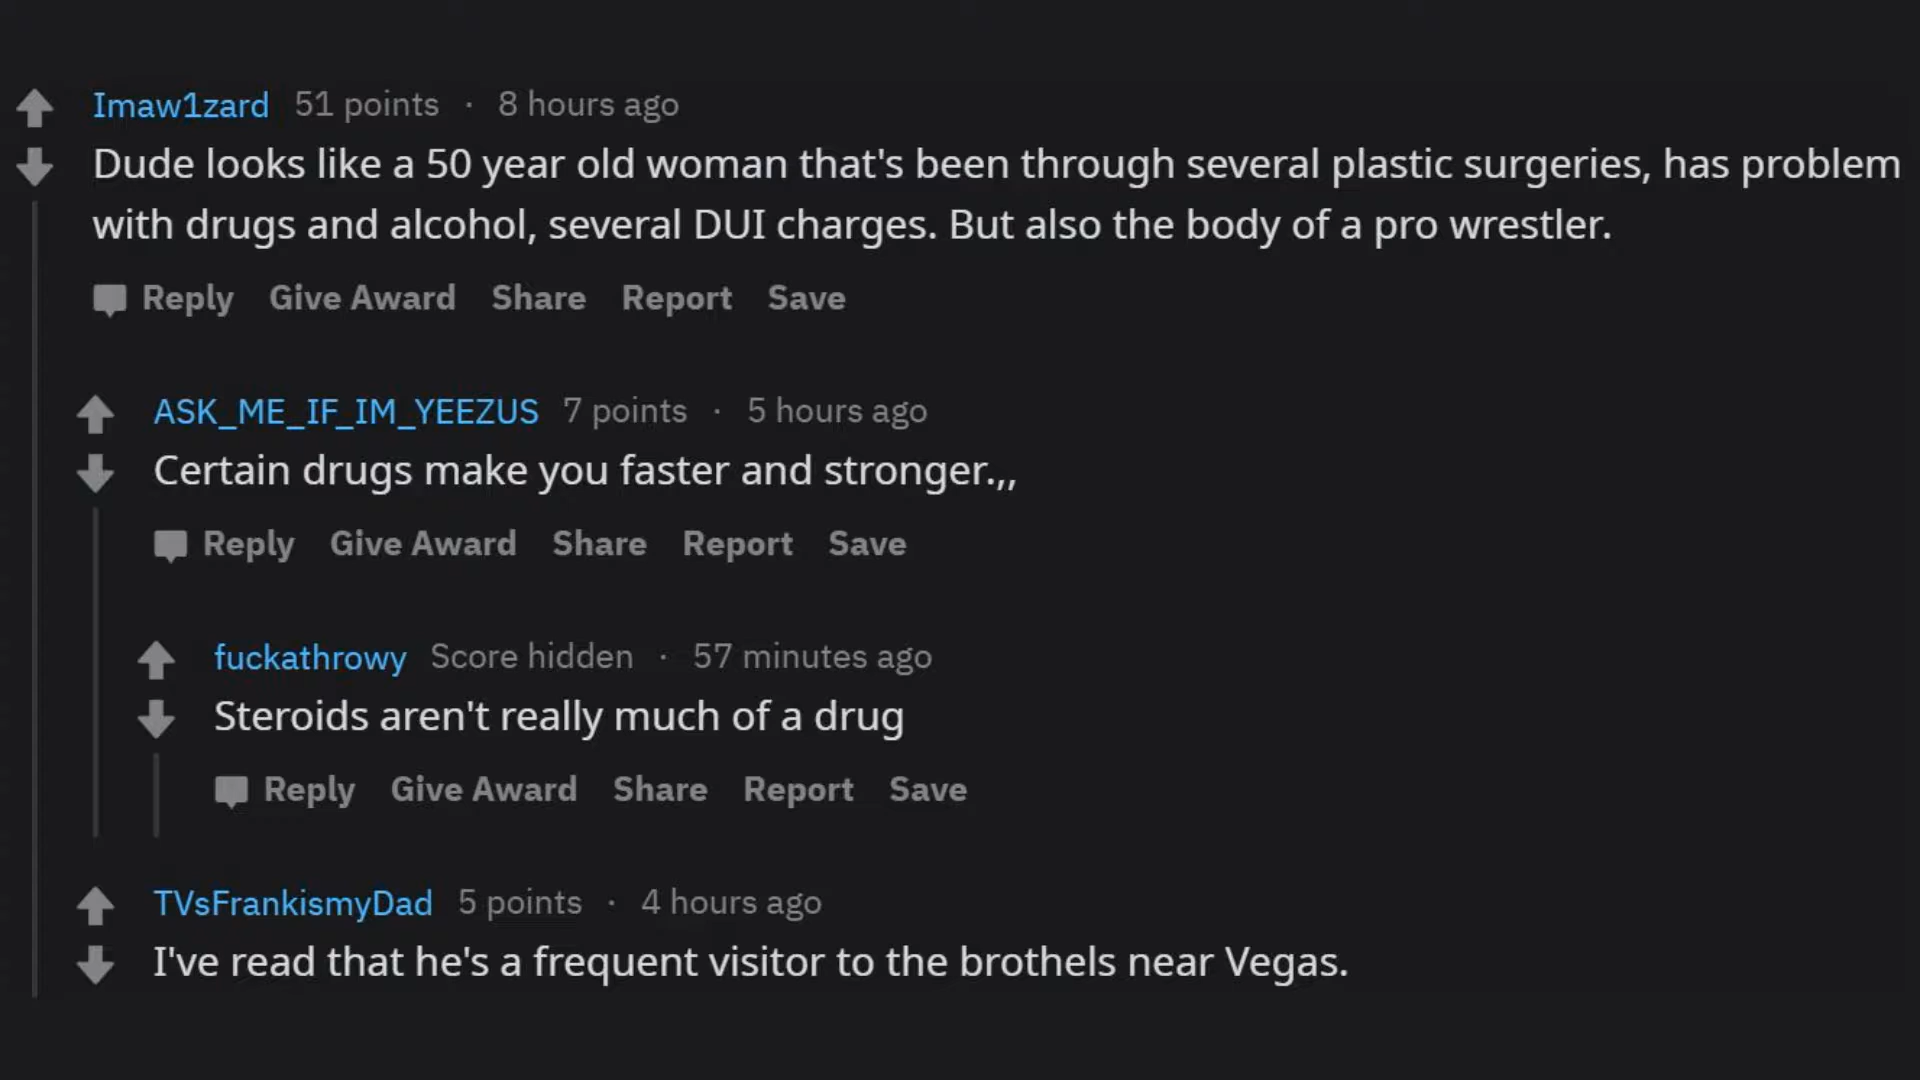 Imaw1zard 51 points · 8 hours ago
Dude looks like a 50 year old woman that's been through several plastic surgeries, has problem
with drugs and alcohol, several DUI charges. But also the body of a pro wrestler.
Reply Give Award Share Report Save
ASK_ME_IF_IM_YEEZUS 7 points · 5 hours ago
Certain drugs make you faster and stronger.,,
Reply Give Award Share Report Save
fuckathrowy Score hidden · 57 minutes ago
Steroids aren't really much of a drug
Reply Give Award Share Report Save
TVsFrankismyDad 5 points · 4 hours ago
I've read that he's a frequent visitor to the brothels near Vegas.